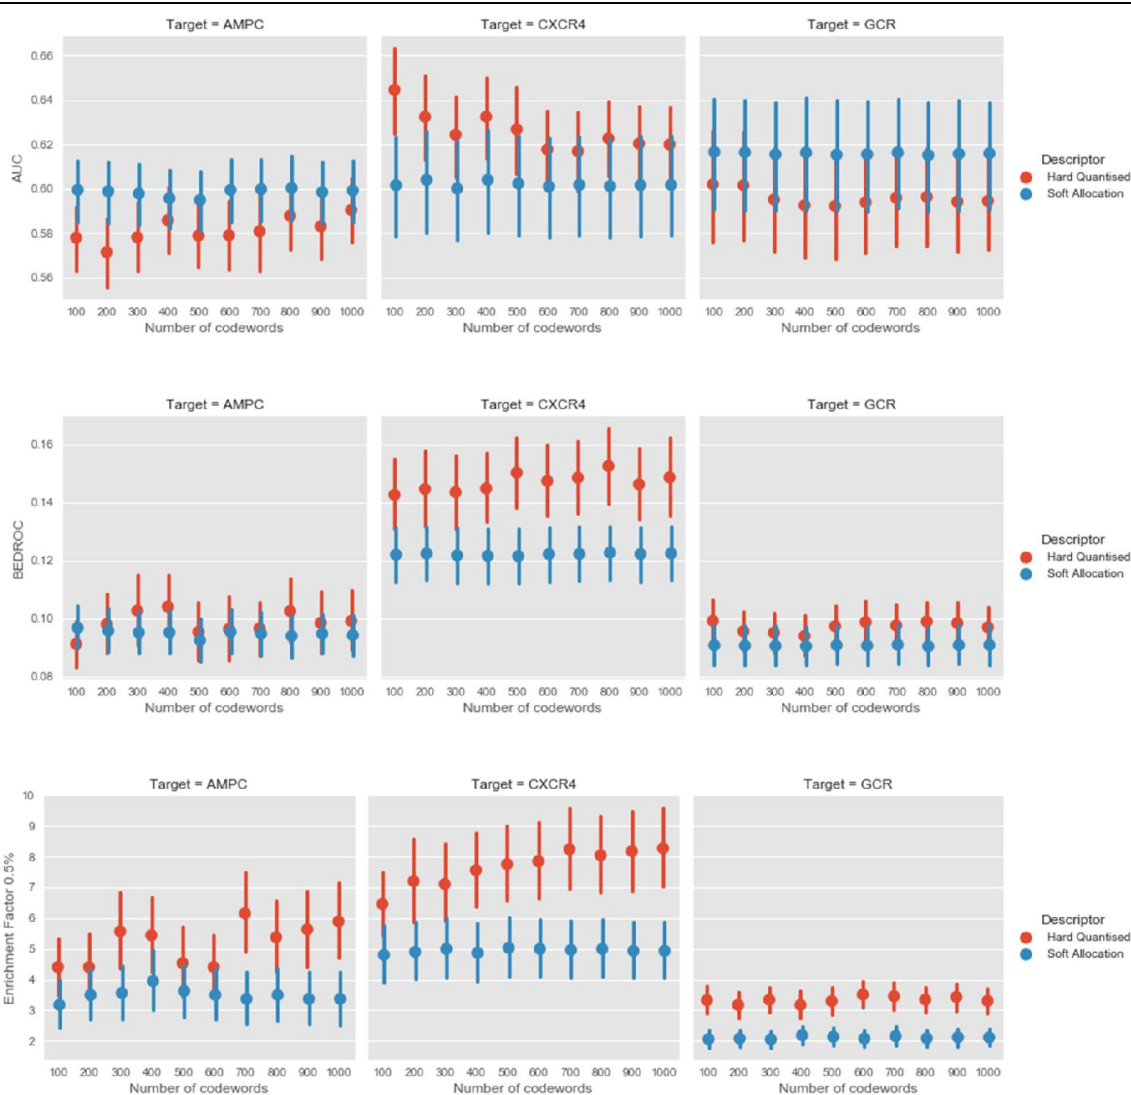 Target = AMPC Target = CXCR4 Target = GCR
0.66
0.64
0.62
0.60
0.58
0.56
AUC
Descriptor
Hard Quantised
Soft Allocation
100 200 300 400 500 600 700 800 900 1000 100 200 300 400 500 600 700 800 900 1000 100 200 300 400 500 600 700 800 900 1000
Number of codewords Number of codewords Number of codewords
Target = AMPC Target = CXCR4 Target = GCR
0.16
0.14
0.12
0.10
0.08
BEDROC
Descriptor
Hard Quantised
Soft Allocation
100 200 300 400 500 600 700 800 900 1000 100 200 300 400 500 600 700 800 900 1000 100 200 300 400 500 600 700 800 900 1000
Number of codewords Number of codewords Number of codewords
Target = AMPC Target = CXCR4 Target = GCR
10
9
8
7
6
5
4
3
2
Enrichment Factor 0.5%
Descriptor
Hard Quantised
Soft Allocation
100 200 300 400 500 600 700 800 900 1000 100 200 300 400 500 600 700 800 900 1000 100 200 300 400 500 600 700 800 900 1000
Number of codewords Number of codewords Number of codewords